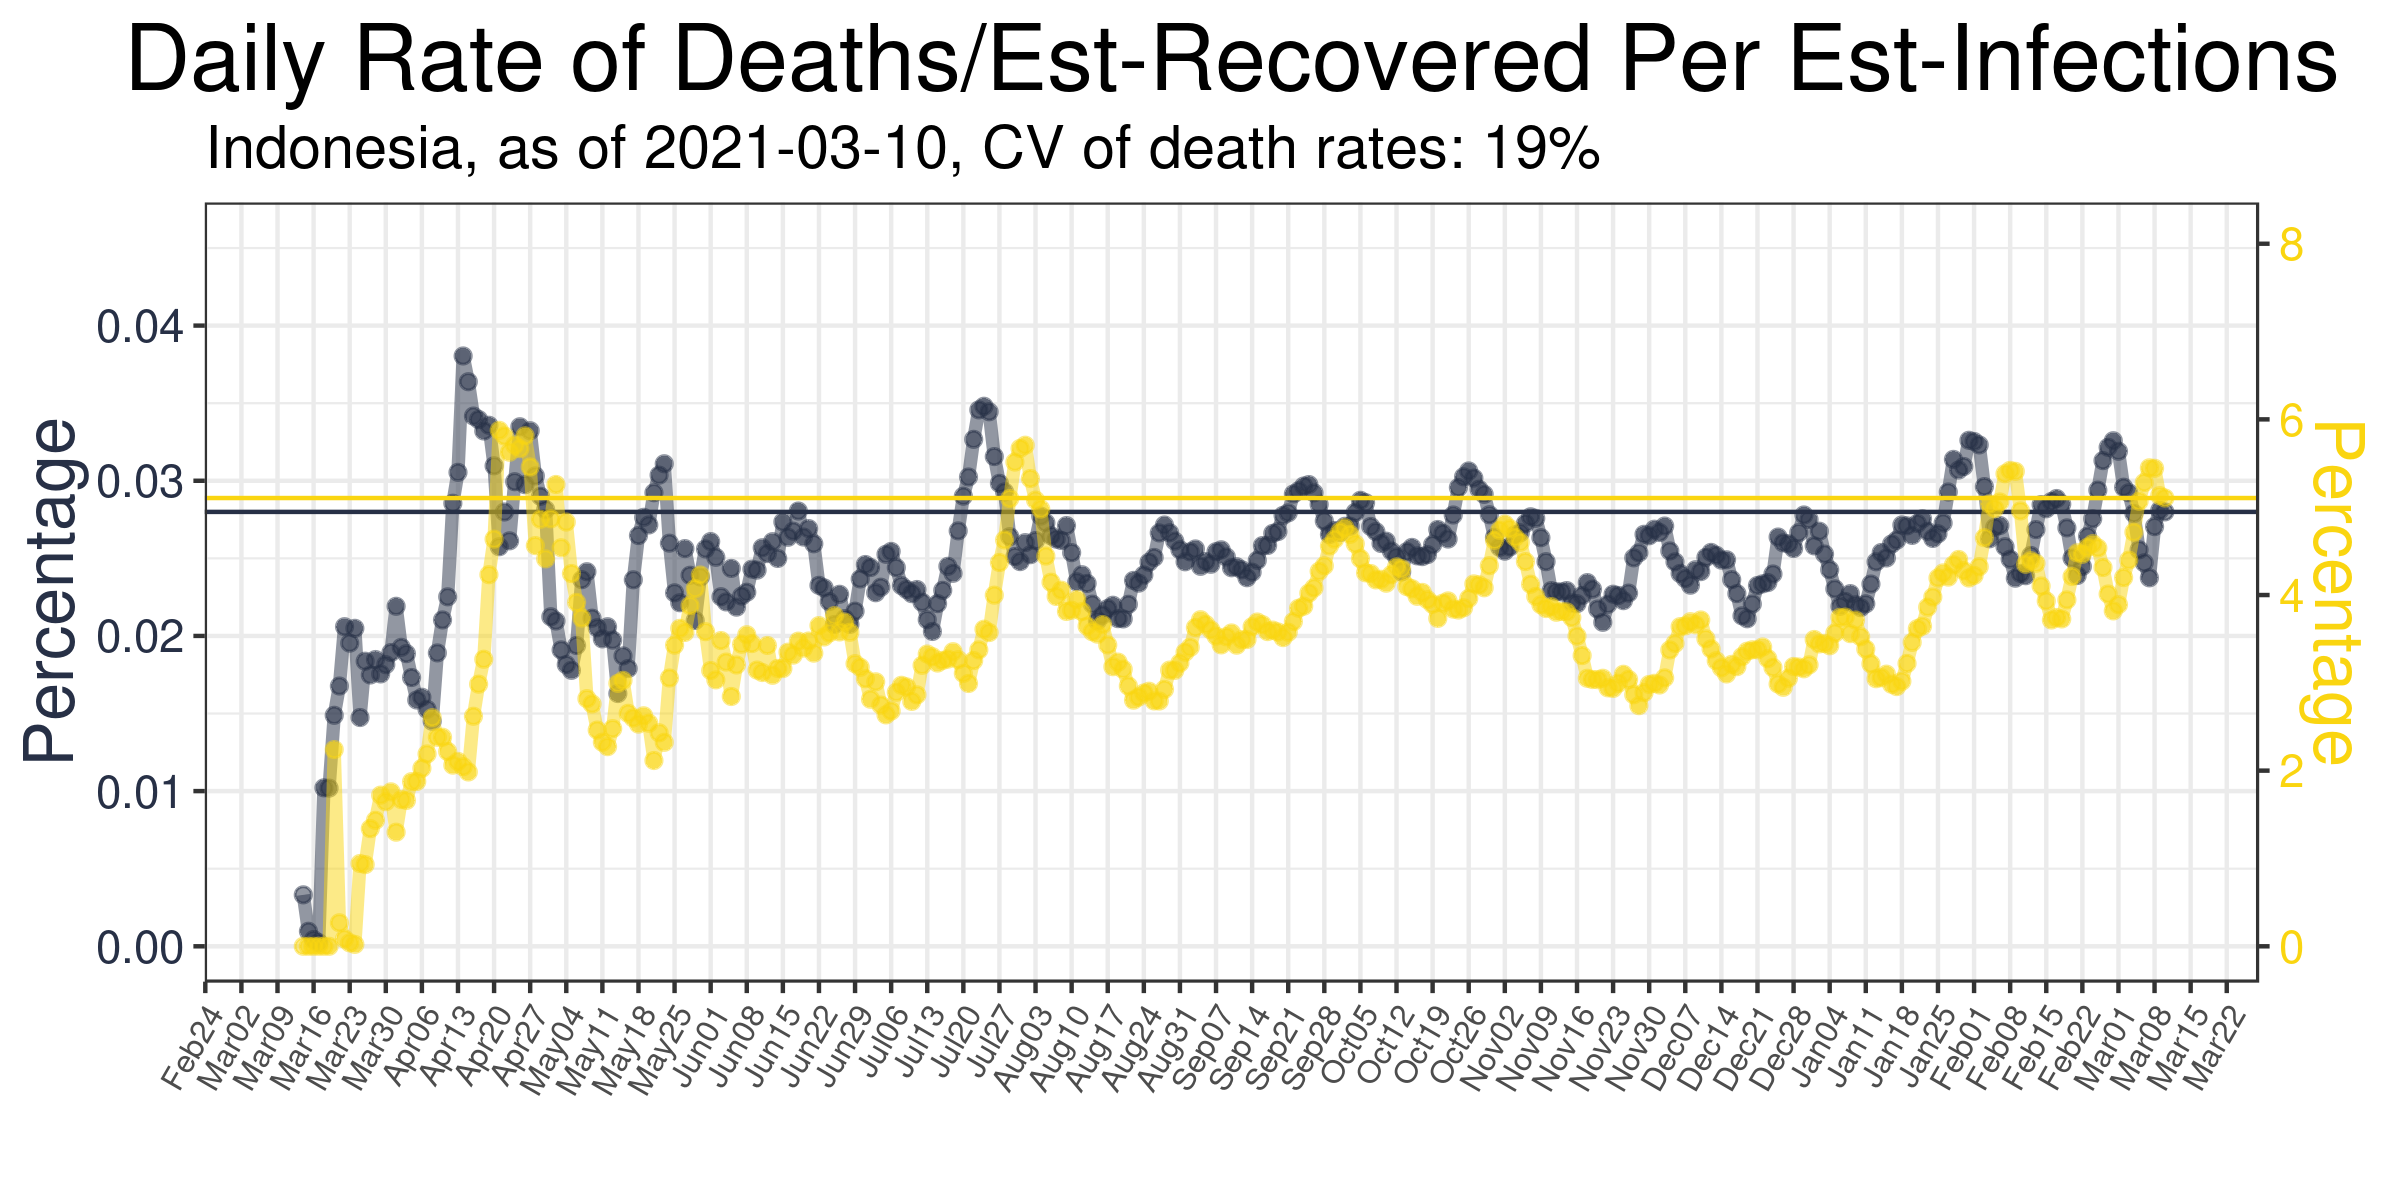 Daily Rate of Deaths/Est-Recovered Per Est-Infections
Indonesia, as of 2021-03-10, CV of death rates: 19%
Percentage
0.04
0.03
0.02
0.01
0.00
8
6
4
2
0
Percentage
Feb24
Mar02
Mar09
Mar16
Mar23
Mar30
Apr06
Apr13
Apr20
Apr27
May04
May11
May18
May25
Jun01
Jun08
Jun15
Jun22
Jun29
Jul06
Jul13
Jul20
Jul27
Aug03
Aug10
Aug17
Aug24
Aug31
Sep07
Sep14
Sep21
Sep28
Oct05
Oct12
Oct19
Oct26
Nov02
Nov09
Nov16
Nov23
Nov30
Dec07
Dec14
Dec21
Dec28
Jan04
Jan11
Jan18
Jan25
Feb01
Feb08
Feb15
Feb22
Mar01
Mar08
Mar15
Mar22